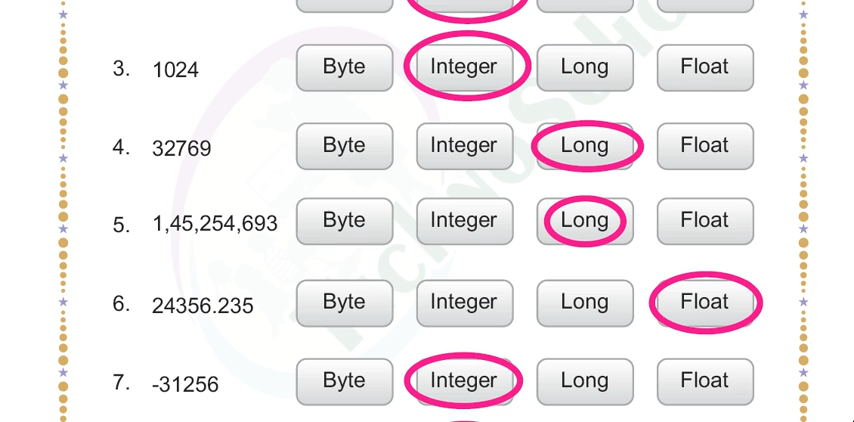 3. 1024 Byte Integer Long Float
4. 32769 Byte Integer Long Float
5. 1,45,254,693 Byte Integer Long Float
6. 24356.235 Byte Integer Long Float
7. -31256 Byte Integer Long Float